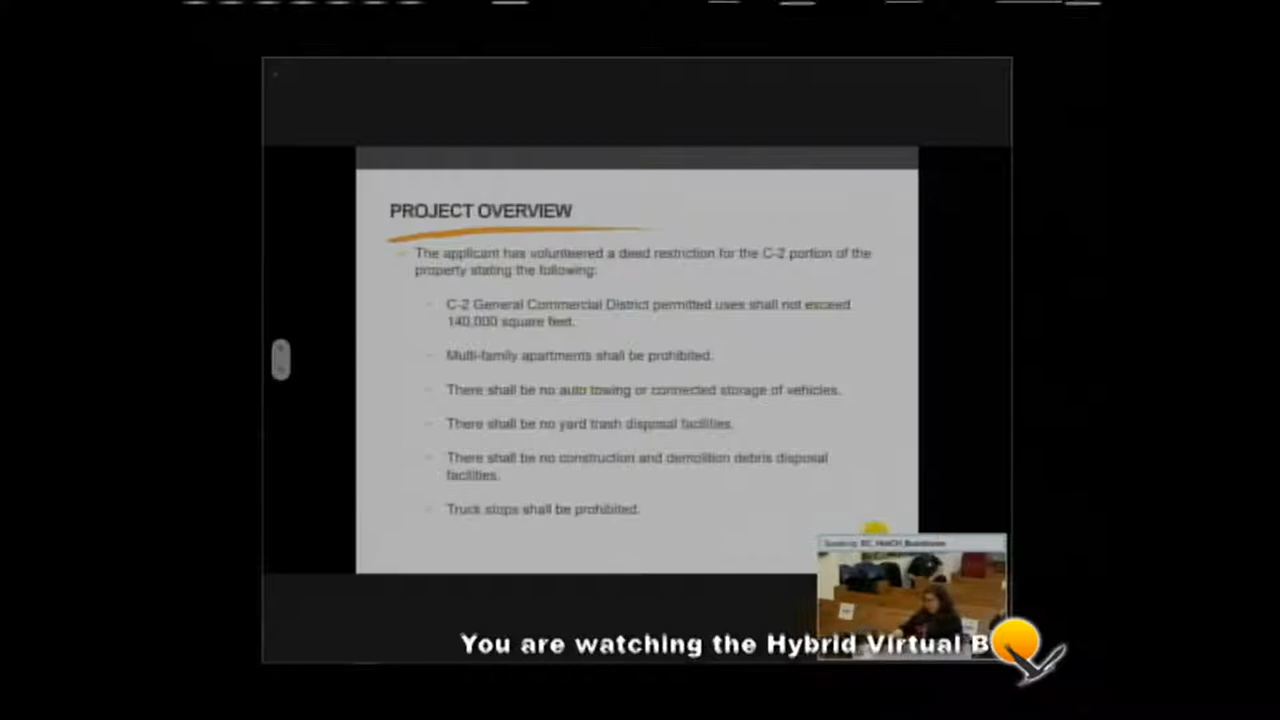 PROJECT OVERVIEW
The applicant has volunteered a deed restriction for the C-2 portion of the
property stating the following:
C-2 General Commercial District permitted uses shall not exceed
140,000 square feet.
Multi-family apartments shall be prohibited.
There shall be no auto towing or connected storage of vehicles.
There shall be no yard trash disposal facilities.
There shall be no construction and demolition debris disposal
facilities.
Truck stops shall be prohibited.
Speaking:
You are watching the Hybrid Virtual B